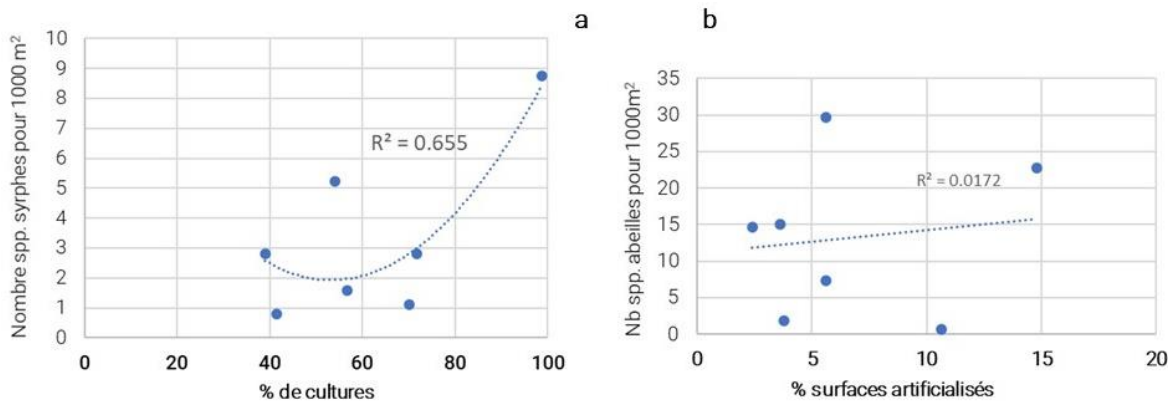 a
b
Nombre spp. syrphes pour 1000 m²
10
9
8
7
6
5
4
3
2
1
0
R² = 0.655
0 20 40 60 80 100
% de cultures
Nb spp. abeilles pour 1000m²
35
30
25
20
15
10
5
0
R² = 0.0172
0 5 10 15 20
% surfaces artificialisés